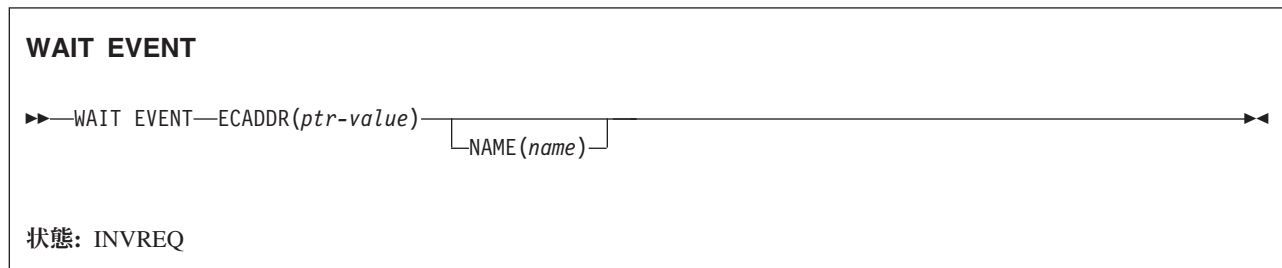 WAIT EVENT
WAIT EVENT ECADDR(ptr-value)
NAME(name)
状態: INVREQ